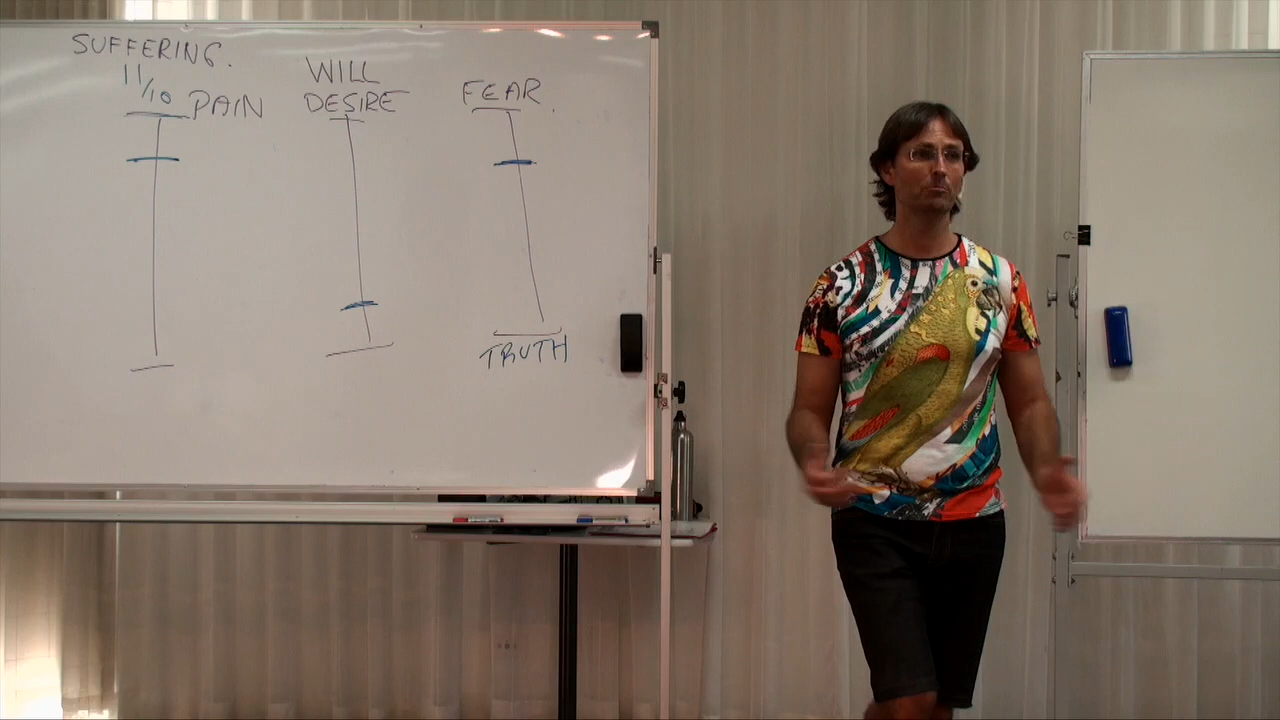 SUFFERING.
11/10 PAIN
WILL
DESIRE
FEAR.
TRUTH